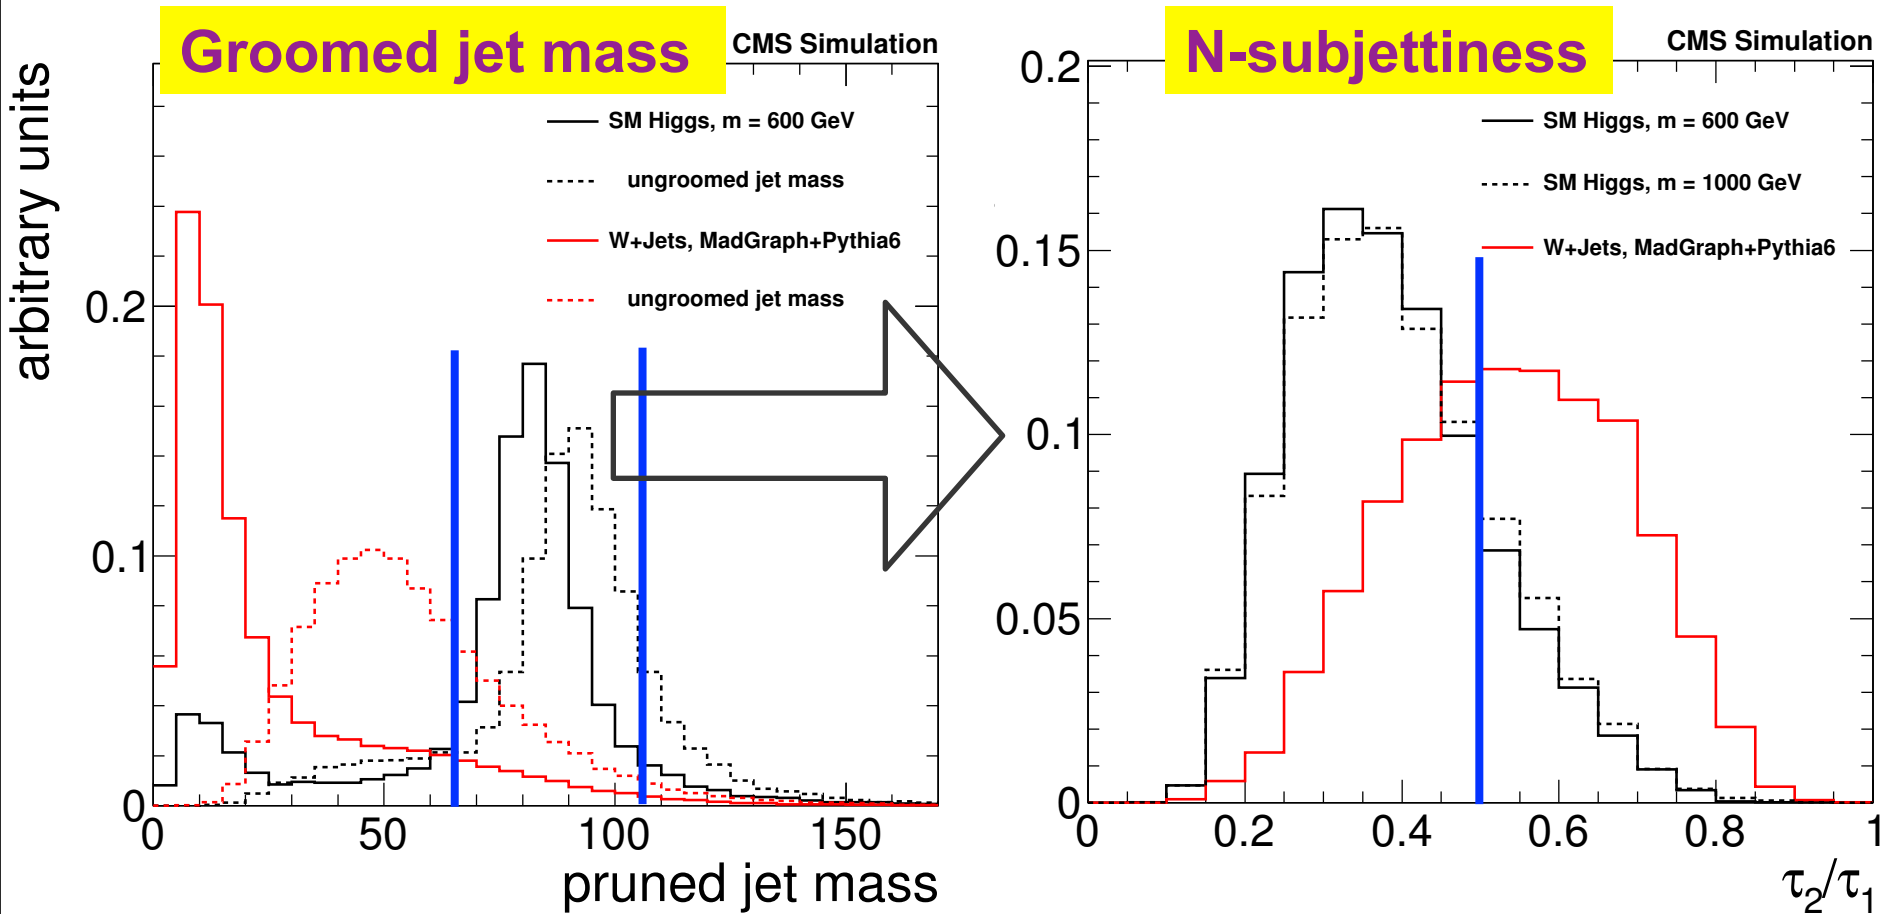 Groomed jet mass
CMS Simulation
arbitrary units
SM Higgs, m = 600 GeV
ungroomed jet mass
W+Jets, MadGraph+Pythia6
ungroomed jet mass
0.2
0.1
0
0 50 100 150
pruned jet mass
N-subjettiness
CMS Simulation
SM Higgs, m = 600 GeV
SM Higgs, m = 1000 GeV
W+Jets, MadGraph+Pythia6
0.2
0.15
0.1
0.05
0
0 0.2 0.4 0.6 0.8 1
τ₂/τ₁